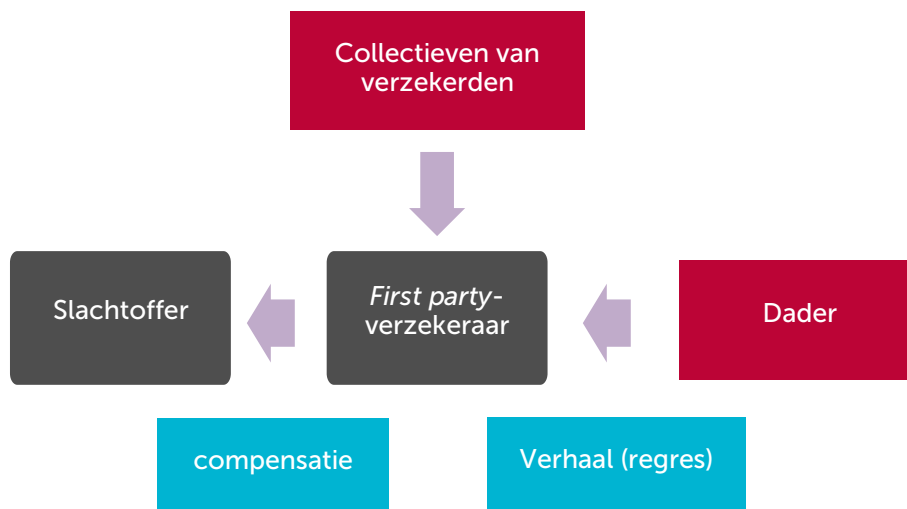 Collectieven van
verzekerden
Slachtoffer
First party-
verzekeraar
Dader
compensatie
Verhaal (regres)